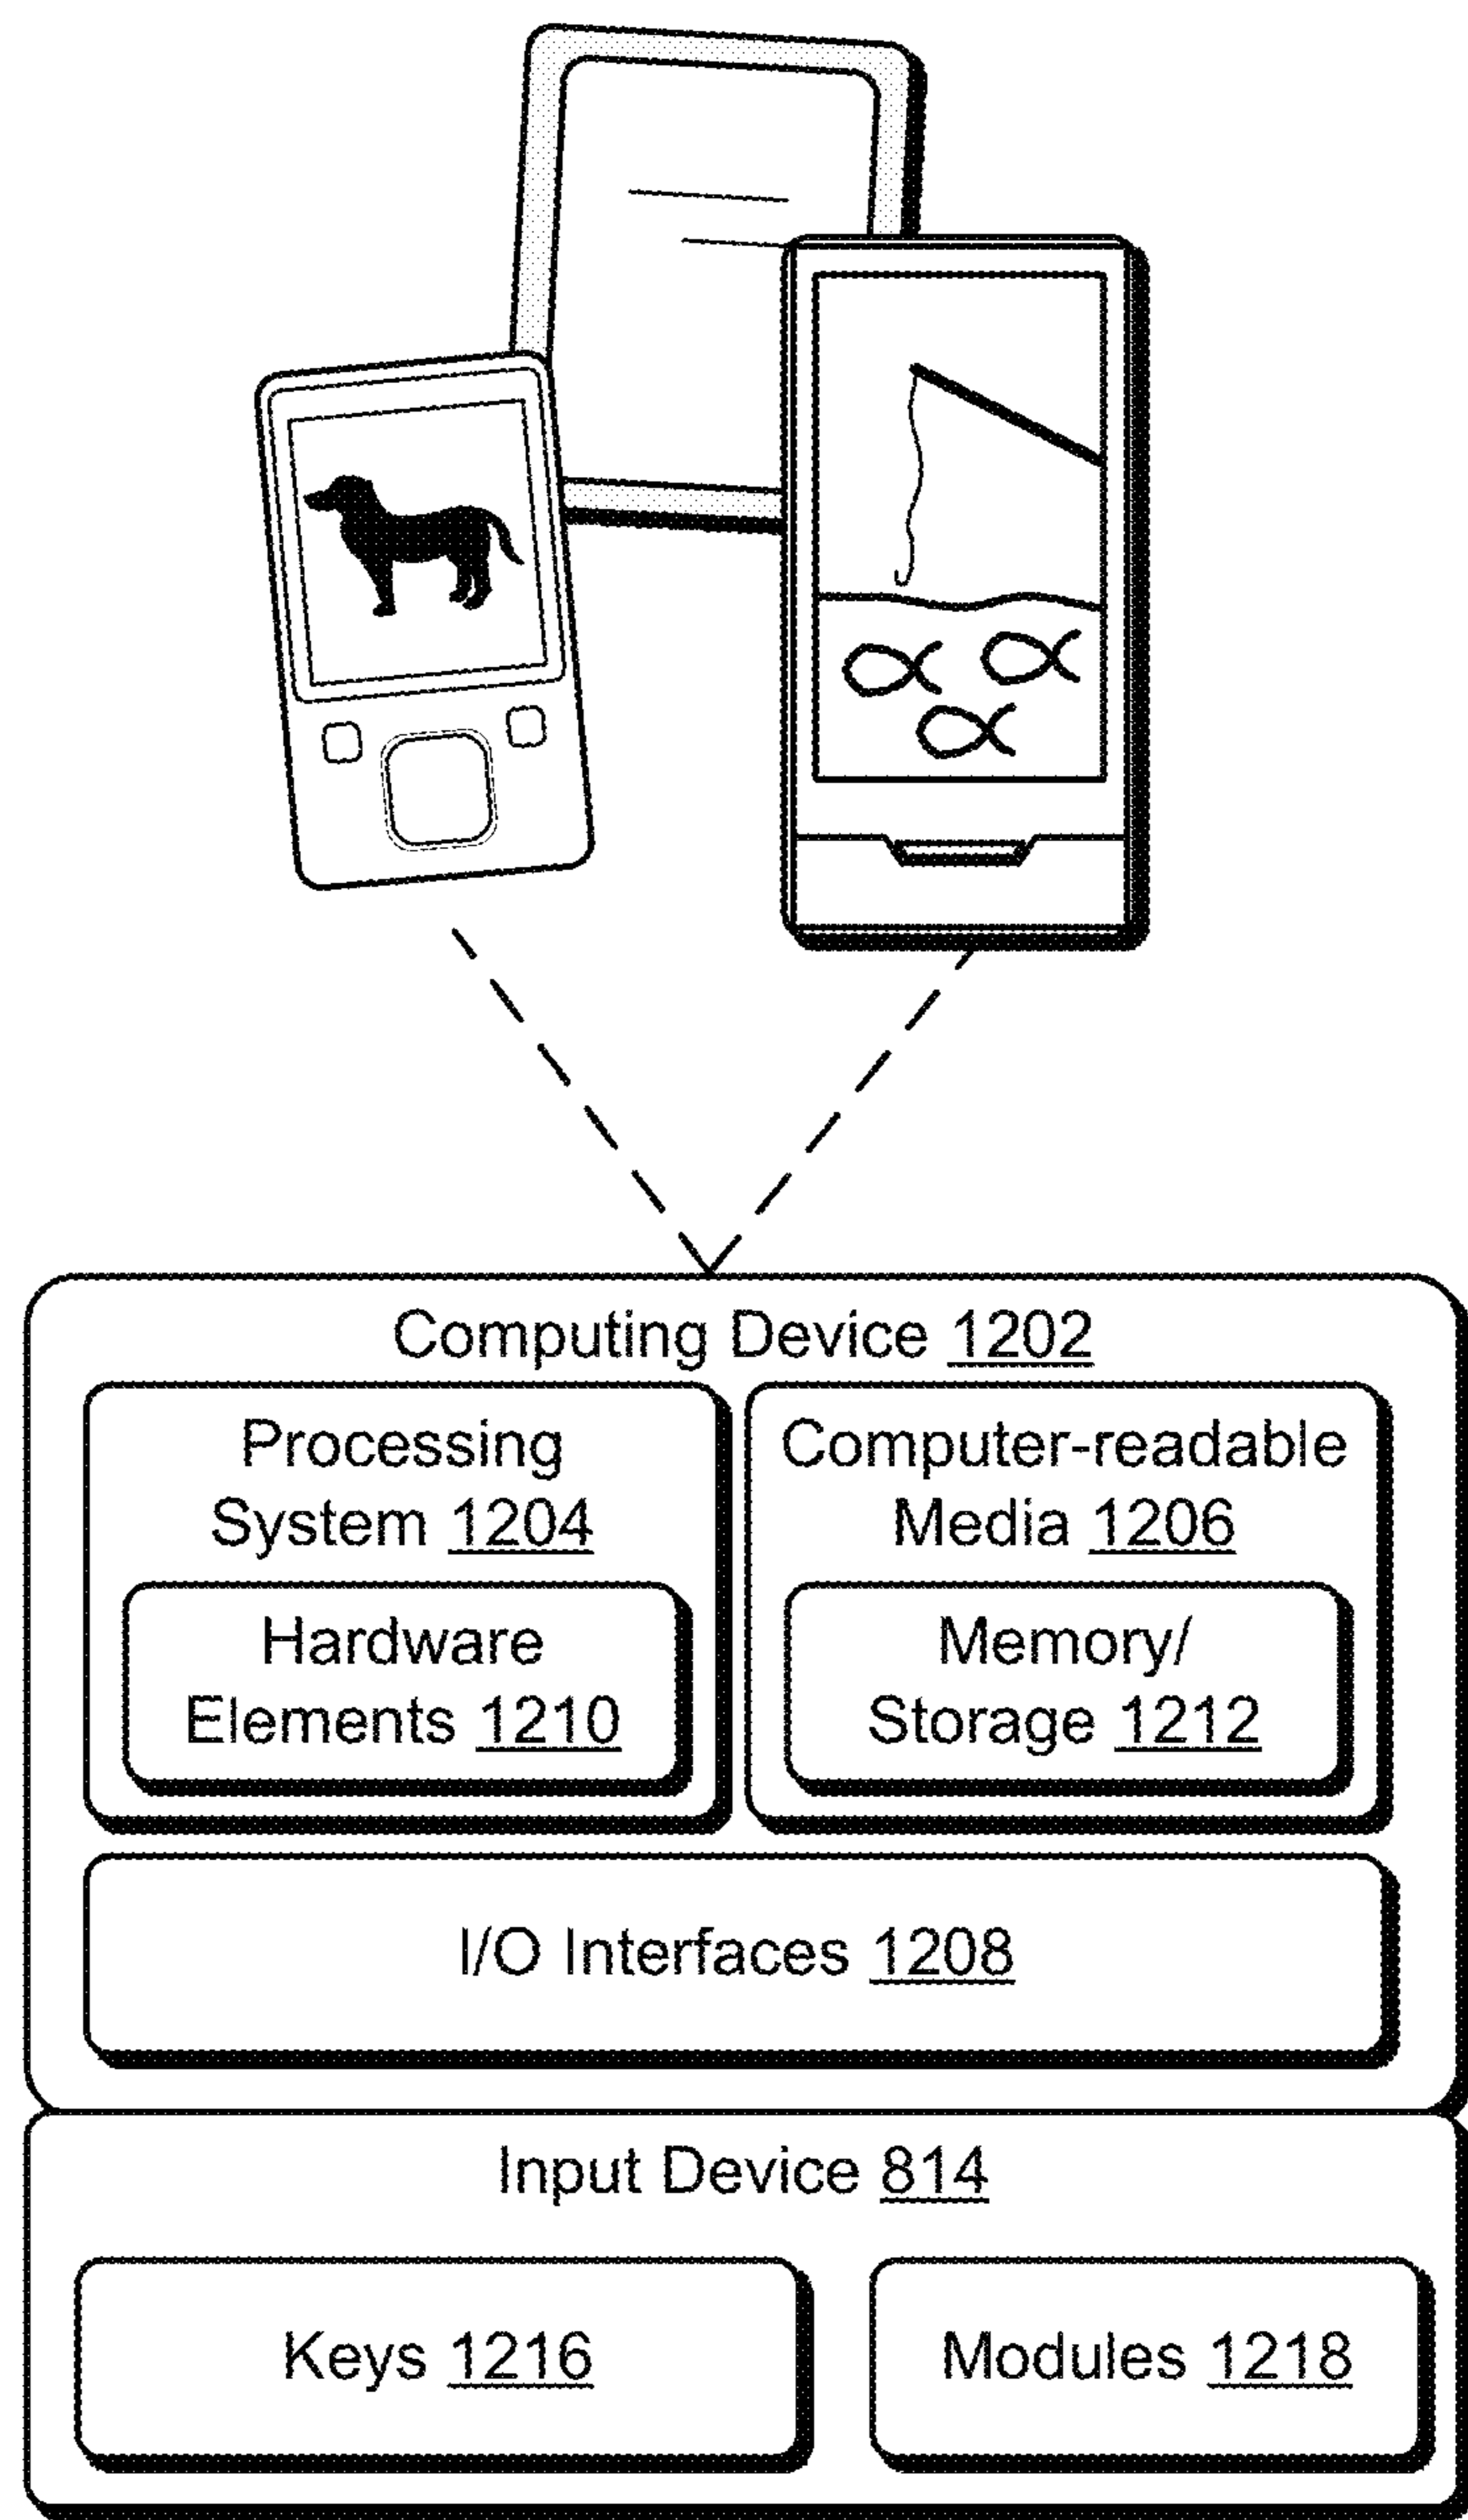 Computing Device 1202
Processing
System 1204
Hardware
Elements 1210
Computer-readable
Media 1206
Memory/
Storage 1212
I/O Interfaces 1208
Input Device 814
Keys 1216
Modules 1218